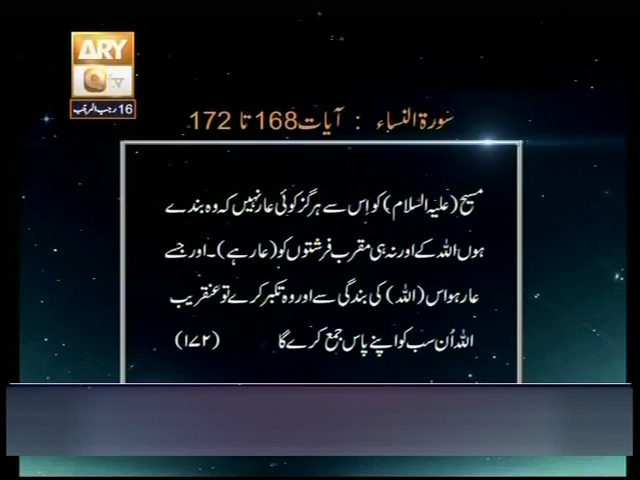 ARY
Q tv
16 رجب المرجب
سورۃ النساء : آیات 168 تا 172
مسیح (علیہ السلام) کو اِس سے ہرگز کوئی عار نہیں کہ وہ بندے
ہوں اللہ کے اور نہ ہی مقرب فرشتوں کو (عار ہے)۔ اور جسے
عار ہو اس (اللہ) کی بندگی سے اور وہ تکبر کرے تو عنقریب
اللہ اُن سب کو اپنے پاس جمع کرے گا (۱۷۲)